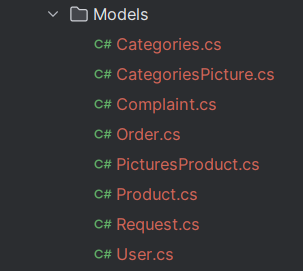 Models
C# Categories.cs
C# CategoriesPicture.cs
C# Complaint.cs
C# Order.cs
C# PicturesProduct.cs
C# Product.cs
C# Request.cs
C# User.cs